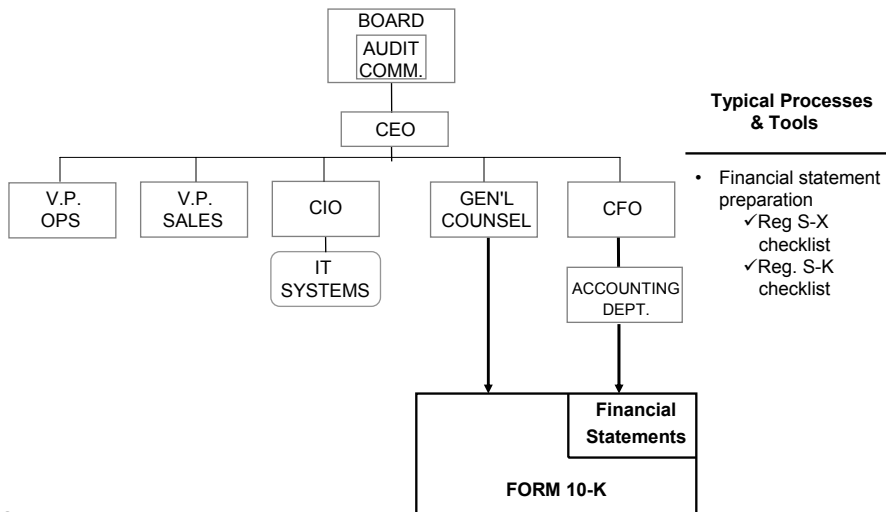 BOARD
AUDIT
COMM.
CEO
Typical Processes
& Tools
V.P.
OPS
V.P.
SALES
CIO
GEN'L
COUNSEL
CFO
IT
SYSTEMS
ACCOUNTING
DEPT.
• Financial statement
preparation
✓Reg S-X
checklist
✓Reg. S-K
checklist
Financial
Statements
FORM 10-K